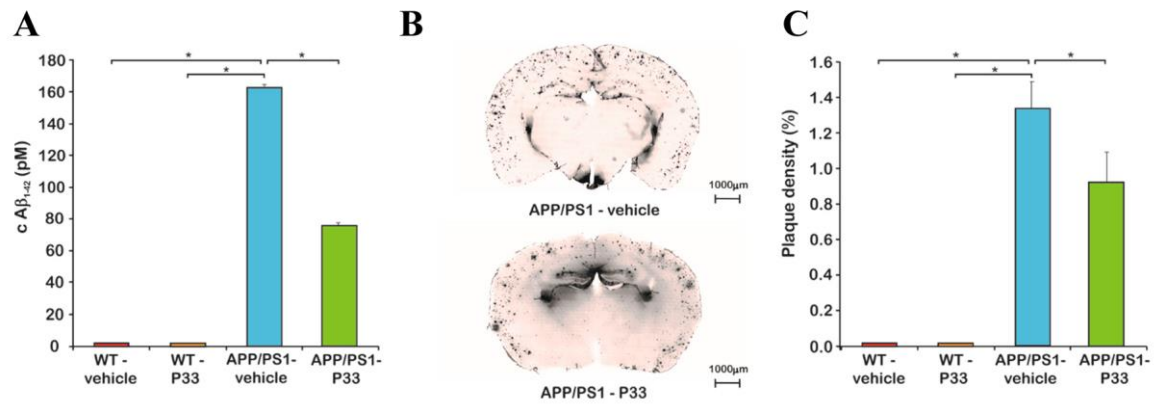 A
c Aβ1-42 (pM)
180
160
140
120
100
80
60
40
20
0
*
*
*
WT -
vehicle
WT -
P33
APP/PS1-
vehicle
APP/PS1-
P33
B
1000μm
APP/PS1 - vehicle
1000μm
APP/PS1 - P33
C
Plaque density (%)
1.6
1.4
1.2
1.0
0.8
0.6
0.4
0.2
0.0
*
*
*
WT -
vehicle
WT -
P33
APP/PS1-
vehicle
APP/PS1-
P33